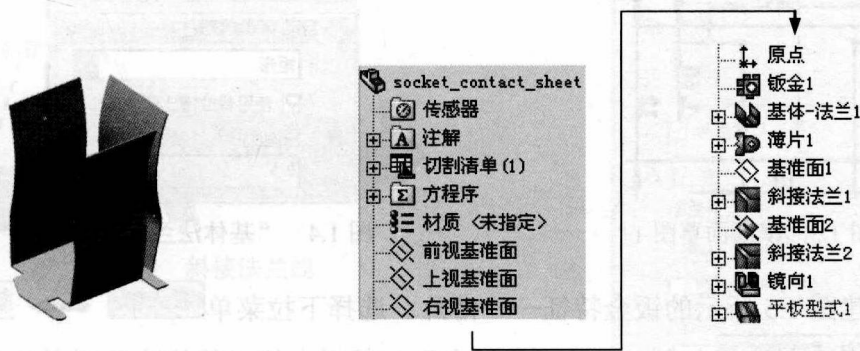 socket_contact_sheet
传感器
A 注解
切割清单(1)
Σ 方程序
材质 <未指定>
前视基准面
上视基准面
右视基准面
原点
钣金1
基体-法兰1
薄片1
基准面1
斜接法兰1
基准面2
斜接法兰2
镜向1
平板型式1